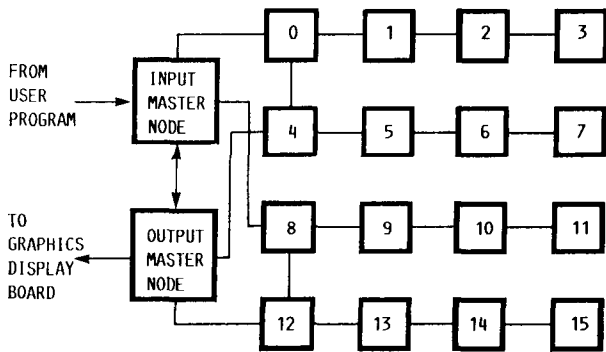 FROM
USER
PROGRAM
INPUT
MASTER
NODE
TO
GRAPHICS
DISPLAY
BOARD
OUTPUT
MASTER
NODE
0 1 2 3
4 5 6 7
8 9 10 11
12 13 14 15